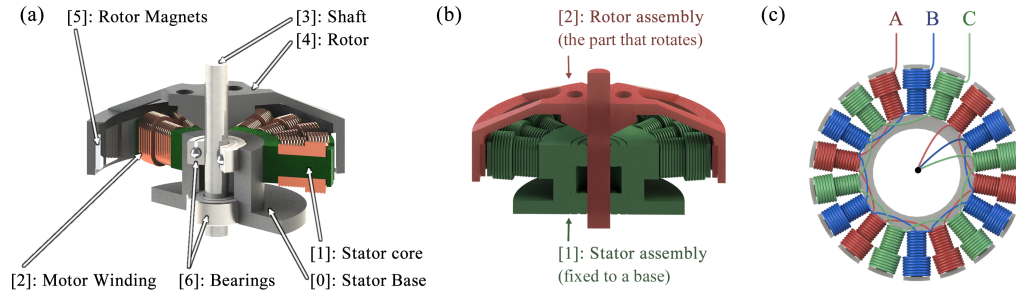 (a)
[5]: Rotor Magnets
[3]: Shaft
[4]: Rotor
[2]: Motor Winding
[6]: Bearings
[1]: Stator core
[0]: Stator Base
(b)
[2]: Rotor assembly
(the part that rotates)
[1]: Stator assembly
(fixed to a base)
(c)
A B C